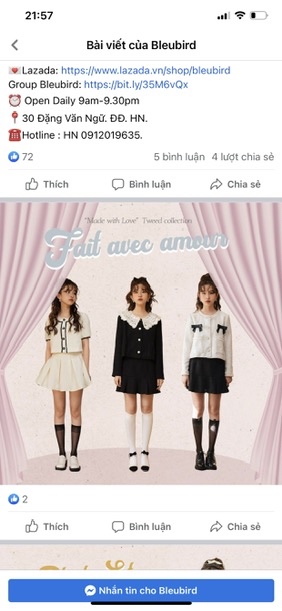 21:57
Bài viết của Bleubird
💌Lazada: https://www.lazada.vn/shop/bleubird
Group Bleubird: https://bit.ly/35M6vQx
⏰ Open Daily 9am-9.30pm
📍30 Đặng Văn Ngữ. ĐĐ. HN.
☎️Hotline : HN 0912019635.
72 5 bình luận 4 lượt chia sẻ
Thích Bình luận Chia sẻ
"Made with Love" Tweed collection
Fait avec amour
2
Thích Bình luận Chia sẻ
Nhắn tin cho Bleubird